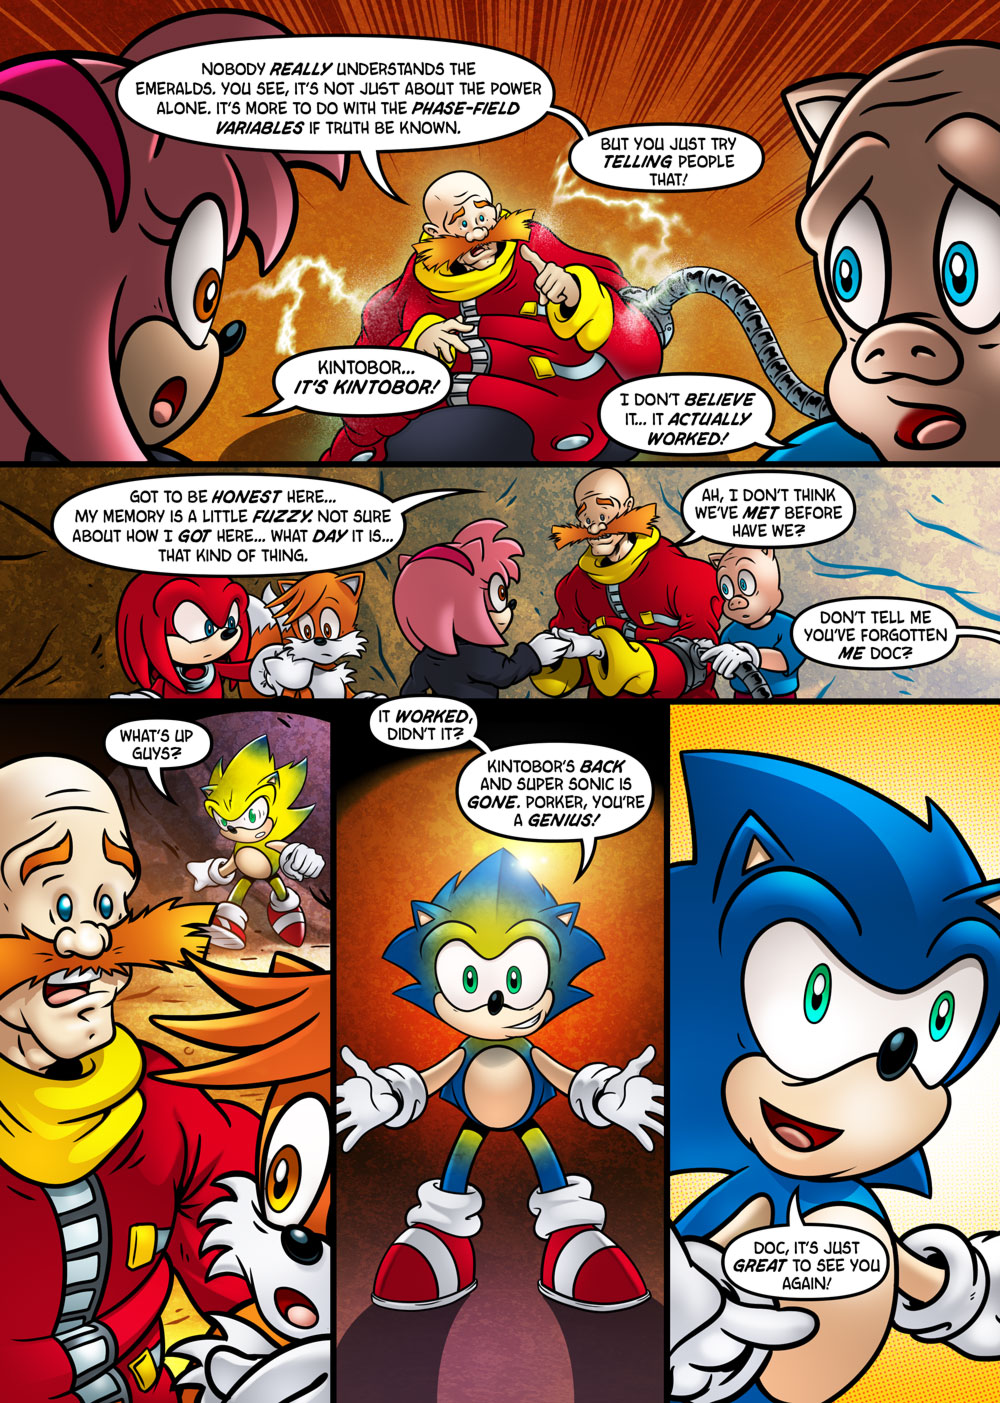 NOBODY REALLY UNDERSTANDS THE
EMERALDS. YOU SEE, IT'S NOT JUST ABOUT THE POWER
ALONE. IT'S MORE TO DO WITH THE PHASE-FIELD
VARIABLES IF TRUTH BE KNOWN.
BUT YOU JUST TRY
TELLING PEOPLE
THAT!
KINTOBOR...
IT'S KINTOBOR!
I DON'T BELIEVE
IT... IT ACTUALLY
WORKED!
GOT TO BE HONEST HERE...
MY MEMORY IS A LITTLE FUZZY. NOT SURE
ABOUT HOW I GOT HERE... WHAT DAY IT IS...
THAT KIND OF THING.
AH, I DON'T THINK
WE'VE MET BEFORE
HAVE WE?
DON'T TELL ME
YOU'VE FORGOTTEN
ME DOC?
WHAT'S UP
GUYS?
IT WORKED,
DIDN'T IT?
KINTOBOR'S BACK
AND SUPER SONIC IS
GONE. PORKER, YOU'RE
A GENIUS!
DOC, IT'S JUST
GREAT TO SEE YOU
AGAIN!